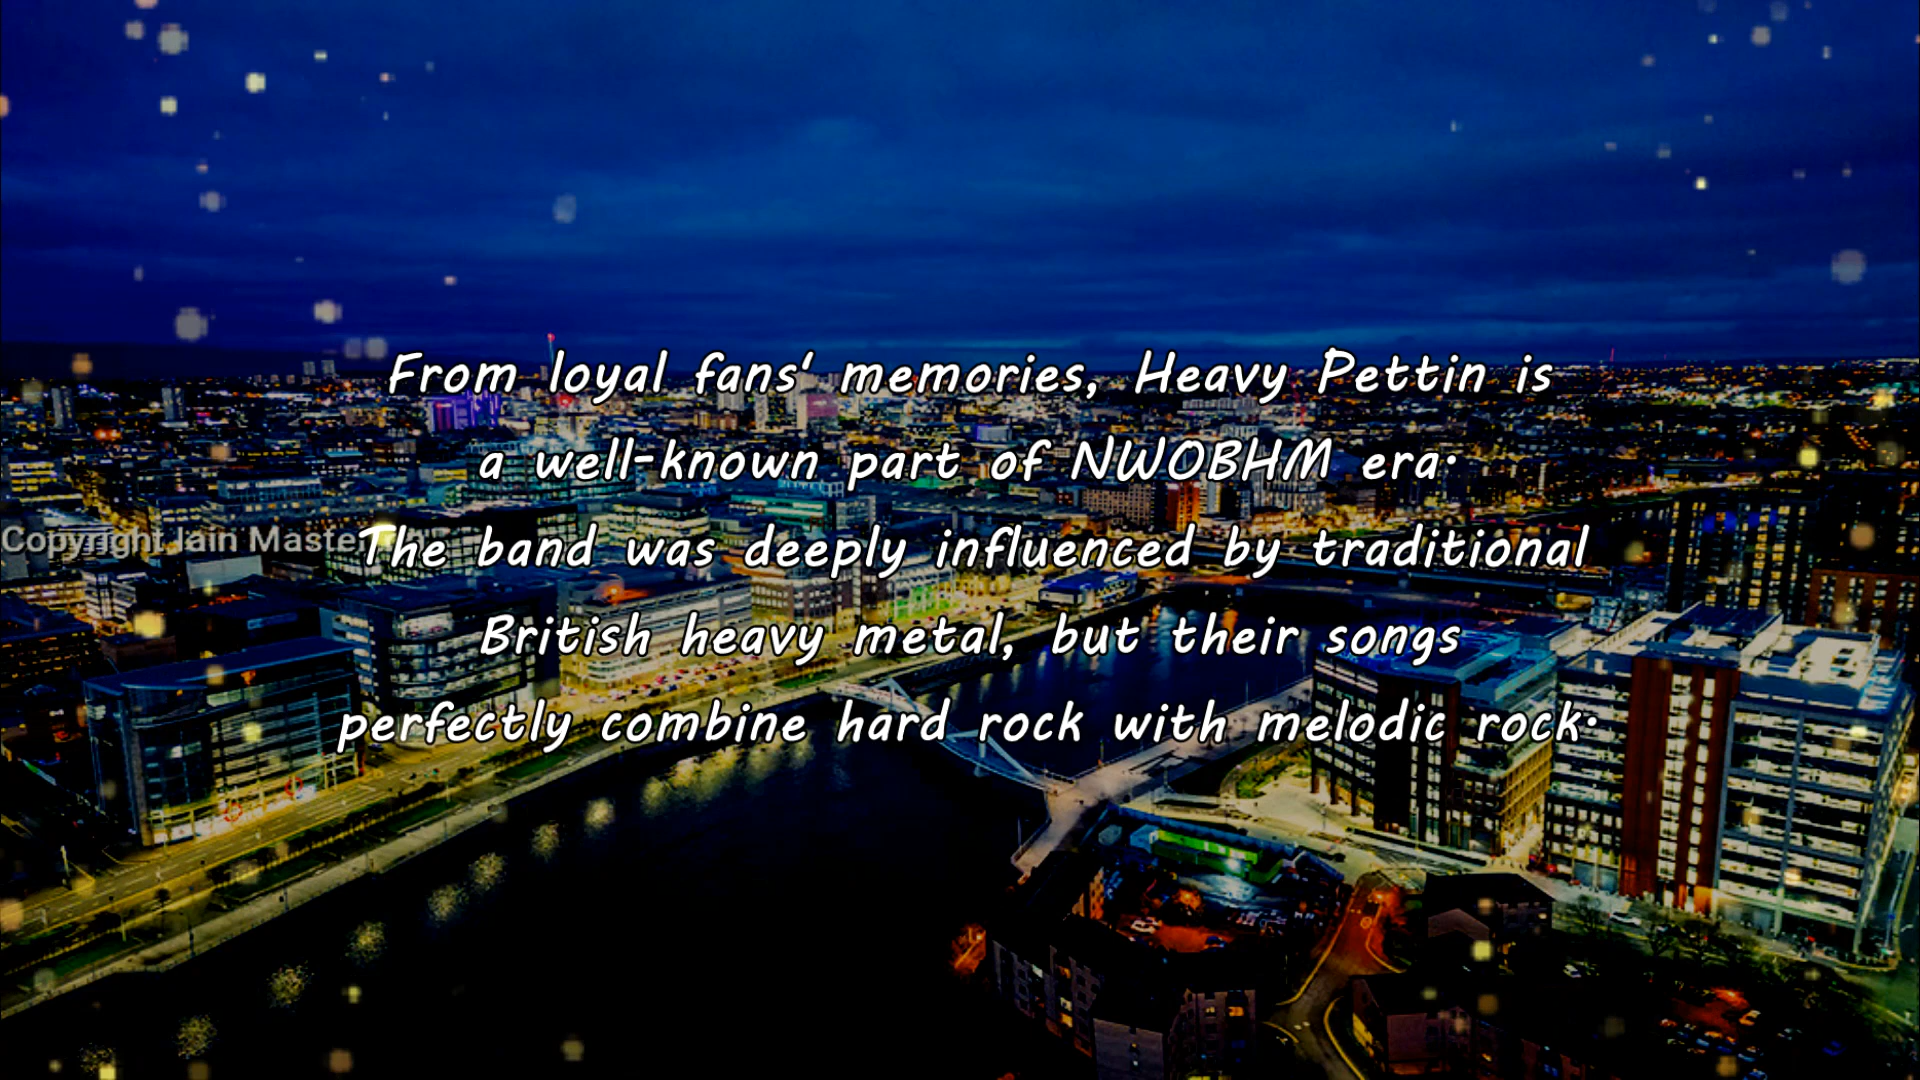 From loyal fans' memories, Heavy Pettin is
a well-known part of NWOBHM era.
Copyright Iain Master
The band was deeply influenced by traditional
British heavy metal, but their songs
perfectly combine hard rock with melodic rock.